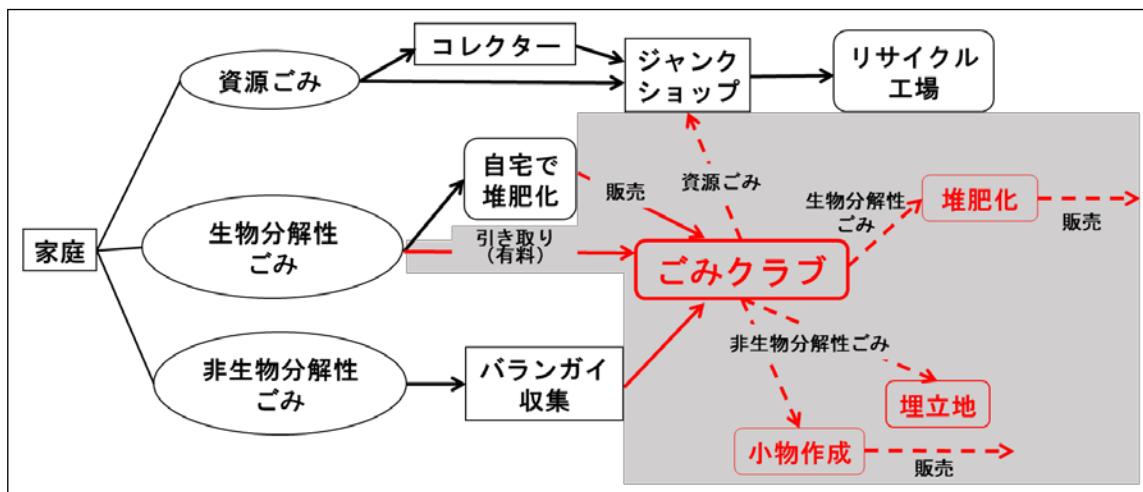 コレクター
ジャンク
ショップ
リサイクル
工場
資源ごみ
自宅で
堆肥化
販売
資源ごみ
生物分解性
ごみ
堆肥化
販売
家庭
生物分解性
ごみ
引き取り
(有料)
ごみクラブ
非生物分解性ごみ
非生物分解性
ごみ
バランガイ
収集
埋立地
小物作成
販売